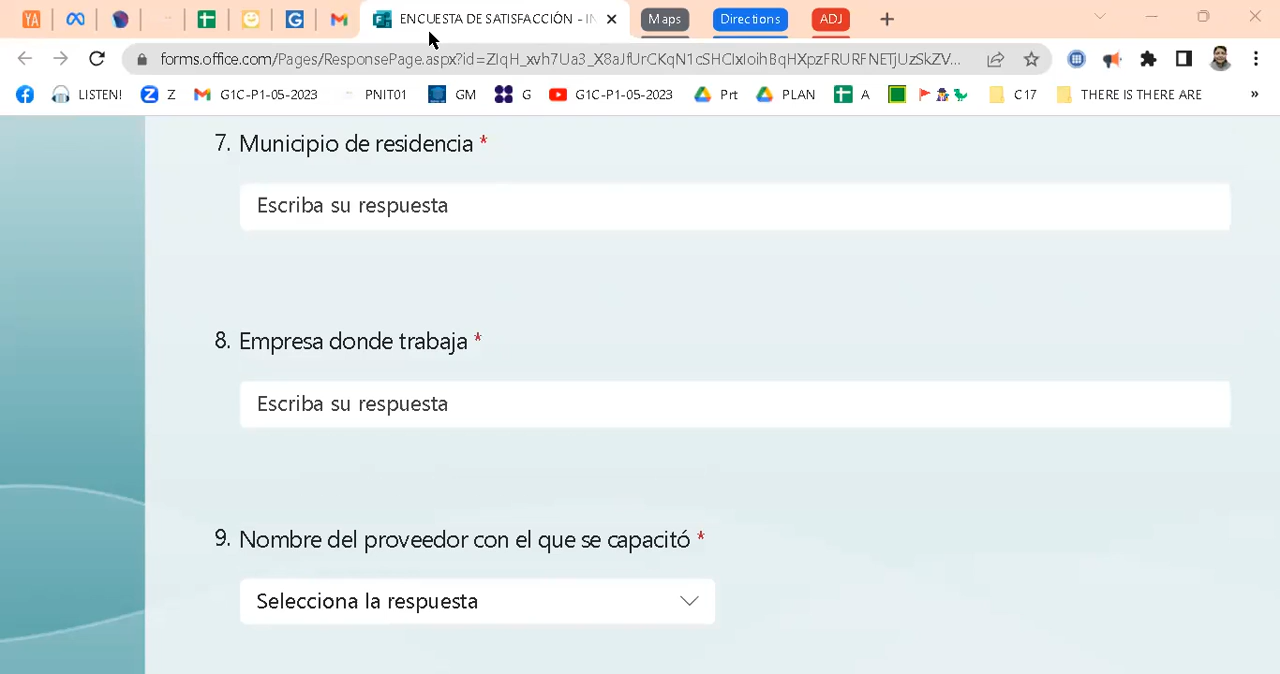 YA
ENCUESTA DE SATISFACCIÓN - IN
Maps
Directions
ADJ
forms.office.com/Pages/ResponsePage.aspx?id=
LISTEN!
Z
G1C-P1-05-2023
PNIT01
GM
G
G1C-P1-05-2023
Prt
PLAN
A
C17
THERE IS THERE ARE
»
7. Municipio de residencia *
Escriba su respuesta
8. Empresa donde trabaja *
Escriba su respuesta
9. Nombre del proveedor con el que se capacitó *
Selecciona la respuesta